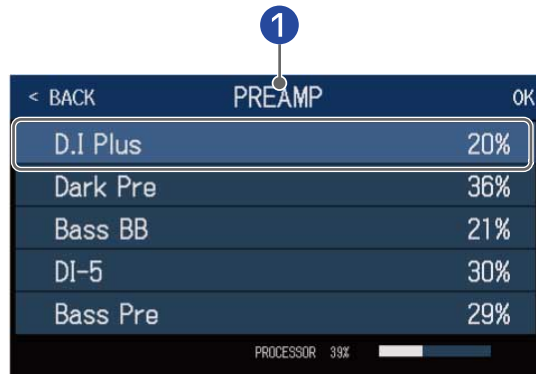 1
< BACK PREAMP OK
D.I Plus 20%
Dark Pre 36%
Bass BB 21%
DI-5 30%
Bass Pre 29%
PROCESSOR 39%